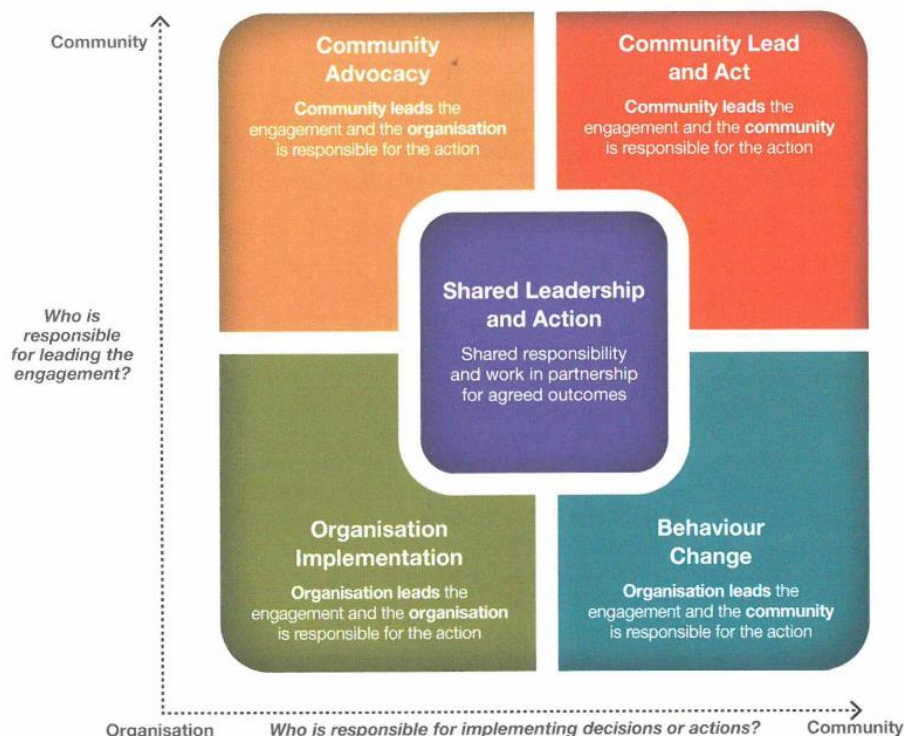 Community
Community
Advocacy
Community leads the
engagement and the organisation
is responsible for the action
Community Lead
and Act
Community leads the
engagement and the community
is responsible for the action
Who is
responsible
for leading the
engagement?
Shared Leadership
and Action
Shared responsibility
and work in partnership
for agreed outcomes
Organisation
Implementation
Organisation leads the
engagement and the organisation
is responsible for the action
Behaviour
Change
Organisation leads the
engagement and the community
is responsible for the action
Organisation
Who is responsible for implementing decisions or actions?
Community